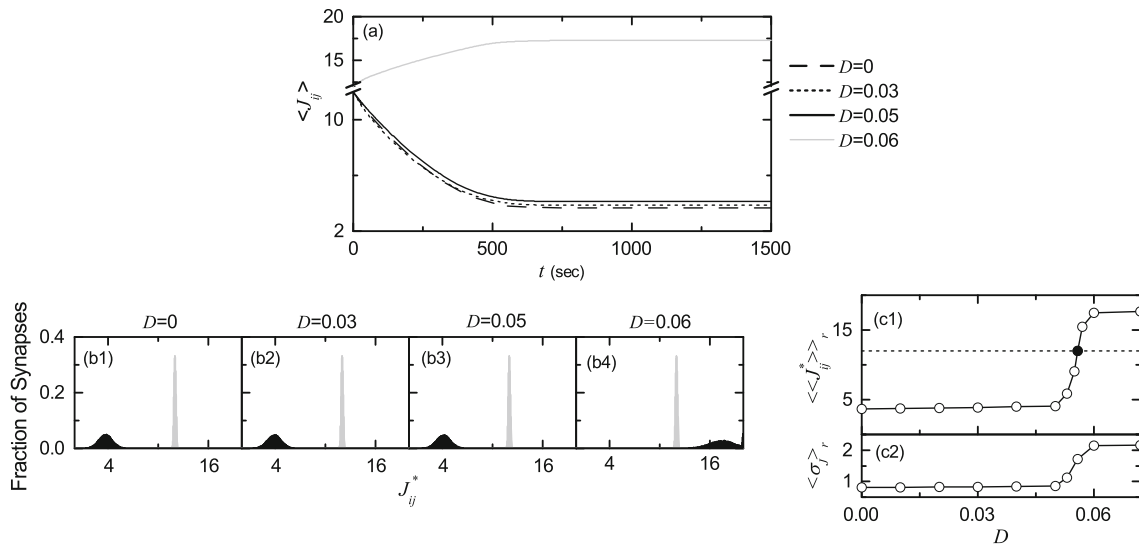 (a)
20
15
10
2
<J_ij>
0
500
1000
1500
t (sec)
D=0
D=0.03
D=0.05
D=0.06
D=0
D=0.03
D=0.05
D=0.06
(b1)
(b2)
(b3)
(b4)
Fraction of Synapses
0.4
0.2
0.0
4
16
4
16
4
16
4
16
J_ij^*
(c1)
15
5
<<J_ij^*>>_r
(c2)
2
1
<σ_J>_r
0.00
0.03
0.06
D